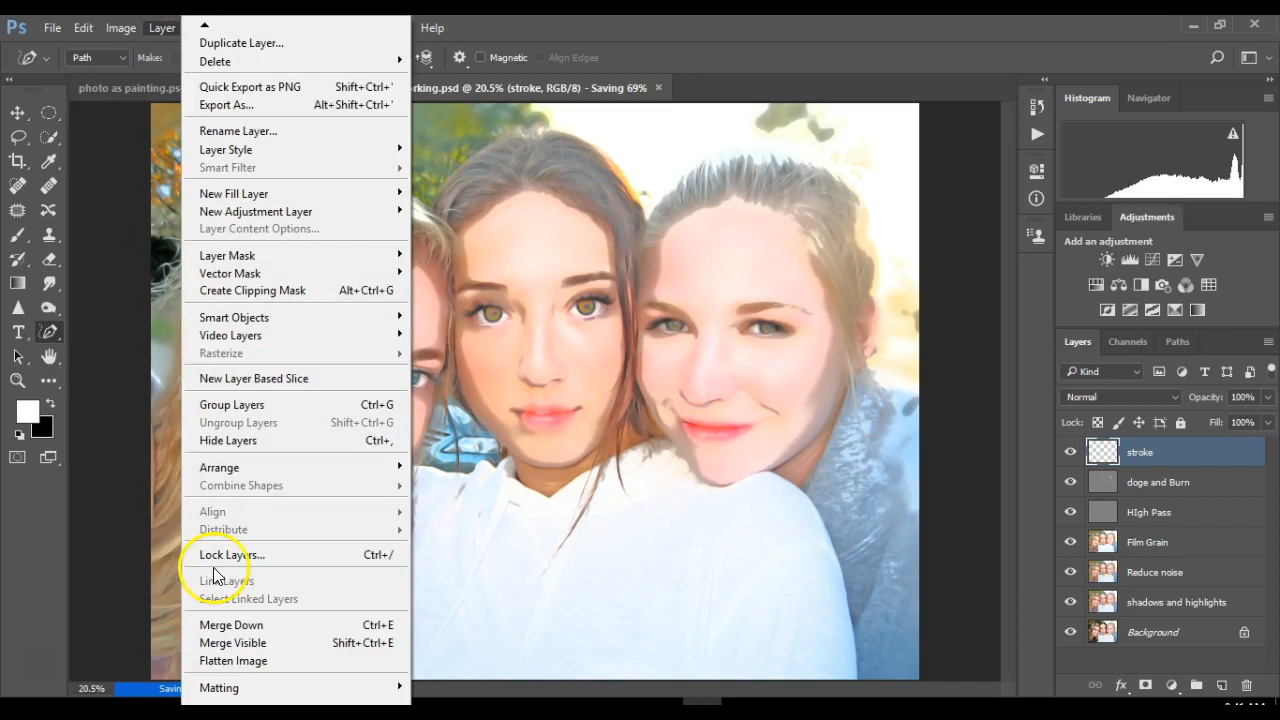 Ps File Edit Image Layer Help
Path Make: Magnetic Align Edges
photo as painting.ps rking.psd @ 20.5% (stroke, RGB/8) - Saving 69% ×
Duplicate Layer...
Delete
Quick Export as PNG Shift+Ctrl+'
Export As... Alt+Shift+Ctrl+'
Rename Layer...
Layer Style
Smart Filter
New Fill Layer
New Adjustment Layer
Layer Content Options...
Layer Mask
Vector Mask
Create Clipping Mask Alt+Ctrl+G
Smart Objects
Video Layers
Rasterize
New Layer Based Slice
Group Layers Ctrl+G
Ungroup Layers Shift+Ctrl+G
Hide Layers Ctrl+,
Arrange
Combine Shapes
Align
Distribute
Lock Layers... Ctrl+/
Link Layers
Select Linked Layers
Merge Down Ctrl+E
Merge Visible Shift+Ctrl+E
Flatten Image
Matting
20.5% Savin
Histogram Navigator
Libraries Adjustments
Add an adjustment
Layers Channels Paths
Kind
Normal Opacity: 100%
Lock: Fill: 100%
stroke
doge and Burn
HIgh Pass
Film Grain
Reduce noise
shadows and highlights
Background